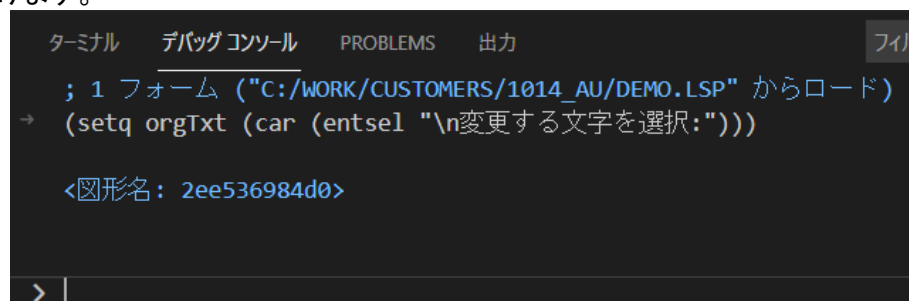 ターミナル デバッグ コンソール PROBLEMS 出力
; 1 フォーム ("C:/WORK/CUSTOMERS/1014_AU/DEMO.LSP" からロード)
→ (setq orgTxt (car (entsel "\n変更する文字を選択:")))
<図形名: 2ee536984d0>
>